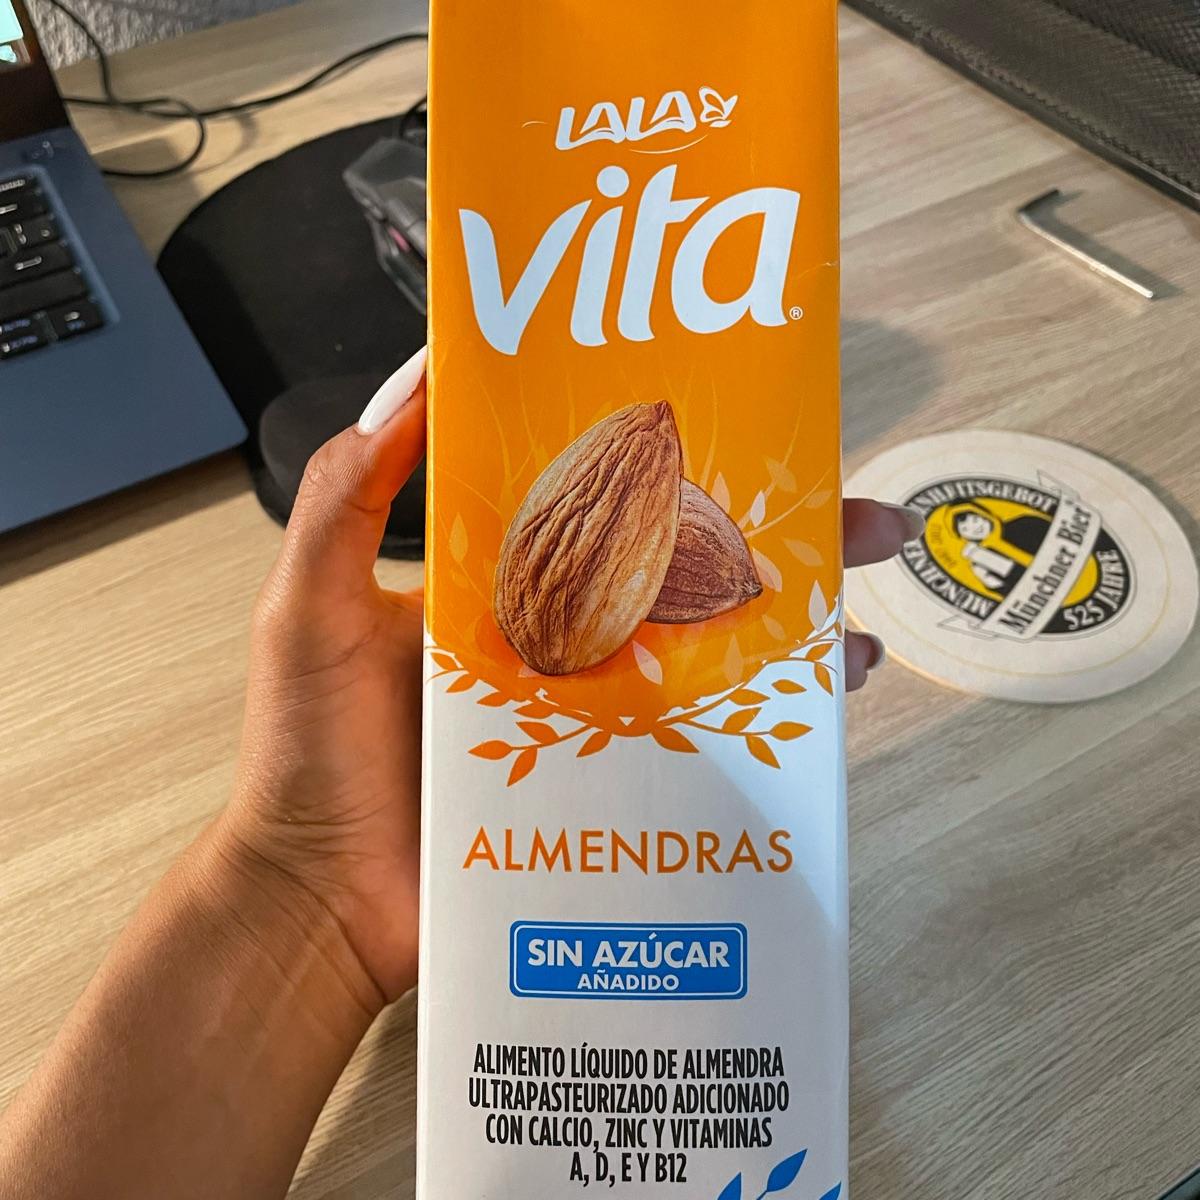 LALA
vita®
ALMENDRAS
SIN AZÚCAR
AÑADIDO
ALIMENTO LÍQUIDO DE ALMENDRA
ULTRAPASTEURIZADO ADICIONADO
CON CALCIO, ZINC Y VITAMINAS
A, D, E Y B12
Münchner Bier
525 JAHRE